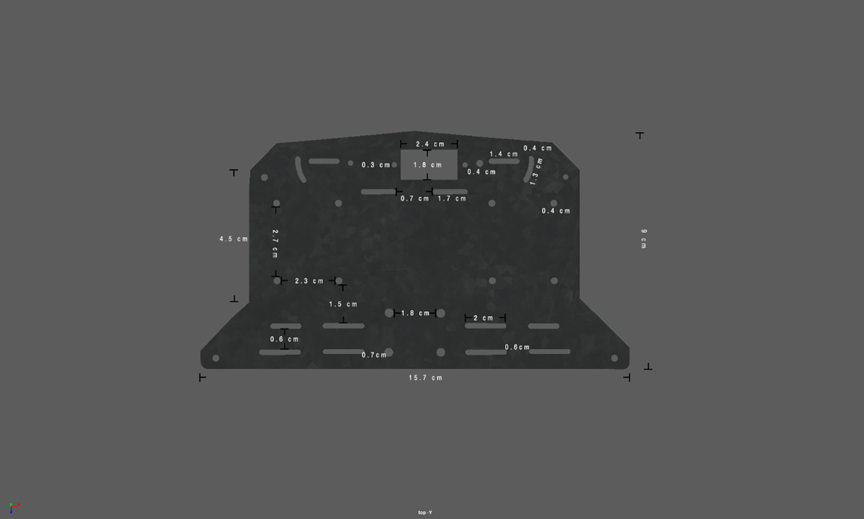 2.4 cm
0.4 cm
1.4 cm
0.3 cm
1.8 cm
0.4 cm
1.3 cm
0.7 cm
1.7 cm
0.4 cm
4.5 cm
2.7 cm
9 cm
2.3 cm
1.5 cm
1.8 cm
2 cm
0.6 cm
0.6cm
0.7cm
15.7 cm
top -Y